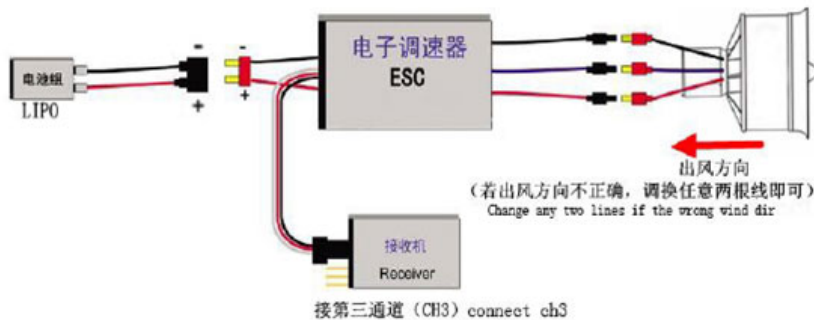 电子调速器
ESC
-
-
电池组
LIPO
+
+
出风方向
（若出风方向不正确，调换任意两根线即可）
Change any two lines if the wrong wind dir
接收机
Receiver
接第三通道（CH3）connect ch3